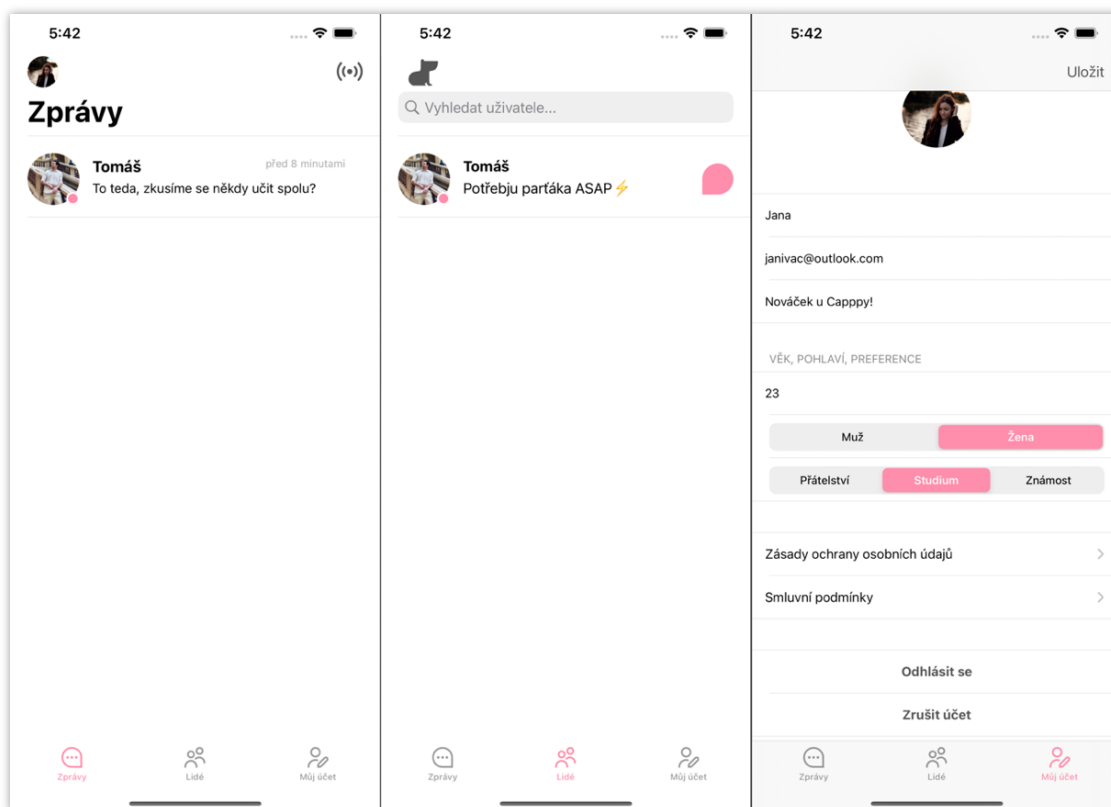 5:42
Zprávy
Tomáš
před 8 minutami
To teda, zkusíme se někdy učit spolu?
Zprávy
Lidé
Můj účet
5:42
Vyhledat uživatele...
Tomáš
Potřebju parťáka ASAP⚡
Zprávy
Lidé
Můj účet
5:42
Uložit
Jana
janivac@outlook.com
Nováček u Capppy!
VĚK, POHLAVÍ, PREFERENCE
23
Muž
Žena
Přátelství
Studium
Známost
Zásady ochrany osobních údajů
Smluvní podmínky
Odhlásit se
Zrušit účet
Zprávy
Lidé
Můj účet